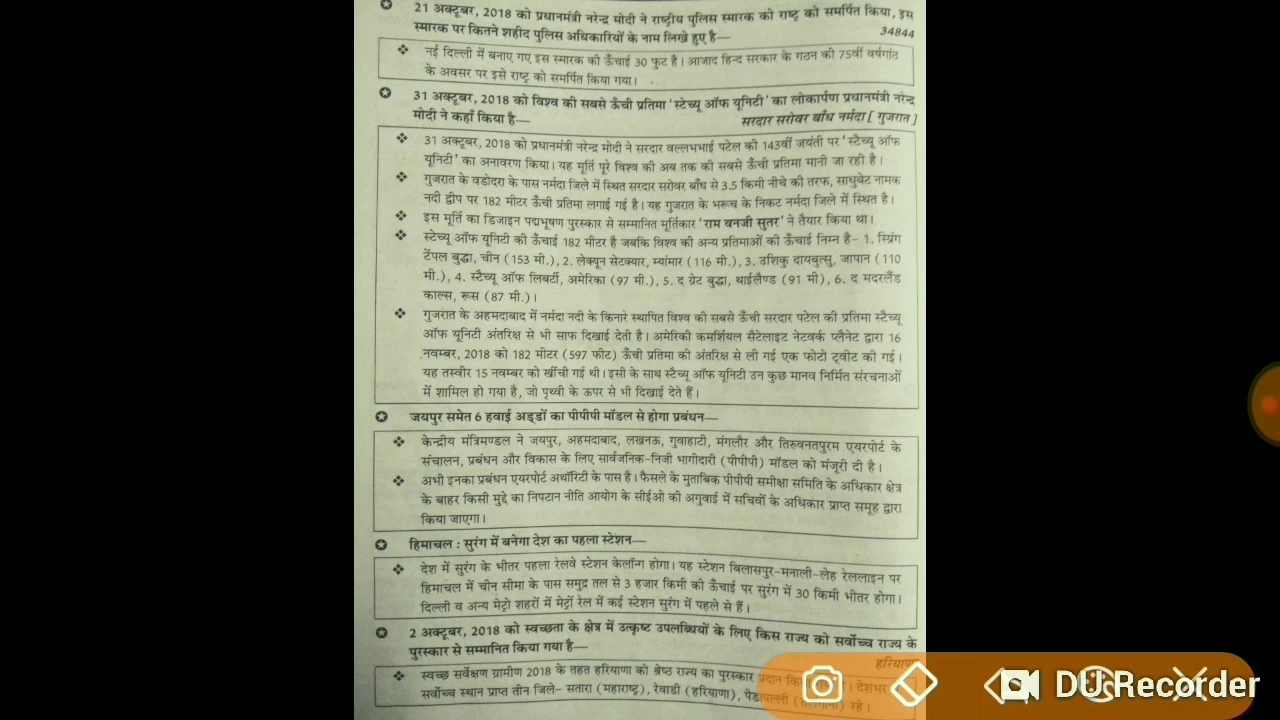 21 अक्टूबर, 2018 को प्रधानमंत्री नरेन्द्र मोदी ने राष्ट्रीय पुलिस स्मारक को राष्ट्र को समर्पित किया, इस
स्मारक पर कितने शहीद पुलिस अधिकारियों के नाम लिखे हुए है— 34844
नई दिल्ली में बनाए गए इस स्मारक की ऊँचाई 30 फुट है। आजाद हिन्द सरकार के गठन की 75वीं वर्षगांठ
के अवसर पर इसे राष्ट्र को समर्पित किया गया।
31 अक्टूबर, 2018 को विश्व की सबसे ऊँची प्रतिमा 'स्टेच्यू ऑफ यूनिटी' का लोकार्पण प्रधानमंत्री नरेन्द्र
मोदी ने कहाँ किया है— सरदार सरोवर बाँध नर्मदा [ गुजरात ]
31 अक्टूबर, 2018 को प्रधानमंत्री नरेन्द्र मोदी ने सरदार वल्लभभाई पटेल की 143वीं जयंती पर 'स्टैच्यू ऑफ
यूनिटी' का अनावरण किया। यह मूर्ति पूरे विश्व की अब तक की सबसे ऊँची प्रतिमा मानी जा रही है।
गुजरात के वडोदरा के पास नर्मदा जिले में स्थित सरदार सरोवर बाँध से 3.5 किमी नीचे की तरफ, साधुबेट नामक
नदी द्वीप पर 182 मीटर ऊँची प्रतिमा लगाई गई है। यह गुजरात के भरूच के निकट नर्मदा जिले में स्थित है।
इस मूर्ति का डिजाइन पद्मभूषण पुरस्कार से सम्मानित मूर्तिकार 'राम वनजी सुतर' ने तैयार किया था।
स्टेच्यू ऑफ यूनिटी की ऊँचाई 182 मीटर है जबकि विश्व की अन्य प्रतिमाओं की ऊँचाई निम्न है- 1. स्प्रिंग
टेंपल बुद्धा, चीन (153 मी.), 2. लेक्यून सेटक्यार, म्यांमार (116 मी.), 3. उशिकु दायबुत्सु, जापान (110
मी.), 4. स्टैच्यू ऑफ लिबर्टी, अमेरिका (97 मी.), 5. द ग्रेट बुद्धा, थाईलैण्ड (91 मी), 6. द मदरलैंड
काल्स, रूस (87 मी.)।
गुजरात के अहमदाबाद में नर्मदा नदी के किनारे स्थापित विश्व की सबसे ऊँची सरदार पटेल की प्रतिमा स्टैच्यू
ऑफ यूनिटी अंतरिक्ष से भी साफ दिखाई देती है। अमेरिकी कमर्शियल सैटेलाइट नेटवर्क प्लैनेट द्वारा 16
नवम्बर, 2018 को 182 मीटर (597 फीट) ऊँची प्रतिमा की अंतरिक्ष से ली गई एक फोटो ट्वीट की गई।
यह तस्वीर 15 नवम्बर को खींची गई थी। इसी के साथ स्टैच्यू ऑफ यूनिटी उन कुछ मानव निर्मित संरचनाओं
में शामिल हो गया है, जो पृथ्वी के ऊपर से भी दिखाई देते हैं।
जयपुर समेत 6 हवाई अड्डों का पीपीपी मॉडल से होगा प्रबंधन—
केन्द्रीय मंत्रिमण्डल ने जयपुर, अहमदाबाद, लखनऊ, गुवाहाटी, मंगलौर और तिरुवनतपुरम एयरपोर्ट के
संचालन, प्रबंधन और विकास के लिए सार्वजनिक-निजी भागीदारी (पीपीपी) मॉडल को मंजूरी दी है।
अभी इनका प्रबंधन एयरपोर्ट अथॉरिटी के पास है। फैसले के मुताबिक पीपीपी समीक्षा समिति के अधिकार क्षेत्र
के बाहर किसी मुद्दे का निपटान नीति आयोग के सीईओ की अगुवाई में सचिवों के अधिकार प्राप्त समूह द्वारा
किया जाएगा।
हिमाचल : सुरंग में बनेगा देश का पहला स्टेशन—
देश में सुरंग के भीतर पहला रेलवे स्टेशन केलॉन्ग होगा। यह स्टेशन बिलासपुर-मनाली-लेह रेललाइन पर
हिमाचल में चीन सीमा के पास समुद्र तल से 3 हजार किमी की ऊँचाई पर सुरंग में 30 किमी भीतर होगा।
दिल्ली व अन्य मेट्रो शहरों में मेट्रों रेल में कई स्टेशन सुरंग में पहले से हैं।
2 अक्टूबर, 2018 को स्वच्छता के क्षेत्र में उत्कृष्ट उपलब्धियों के लिए किस राज्य को सर्वोच्च राज्य के
पुरस्कार से सम्मानित किया गया है— हरियाणा
स्वच्छ सर्वेक्षण ग्रामीण 2018 के तहत हरियाणा को श्रेष्ठ राज्य का पुरस्कार प्रदान । देशभर
सर्वोच्च स्थान प्राप्त तीन जिले- सतारा (महाराष्ट्र), रेवाडी (हरियाणा), रहे।
DU Recorder